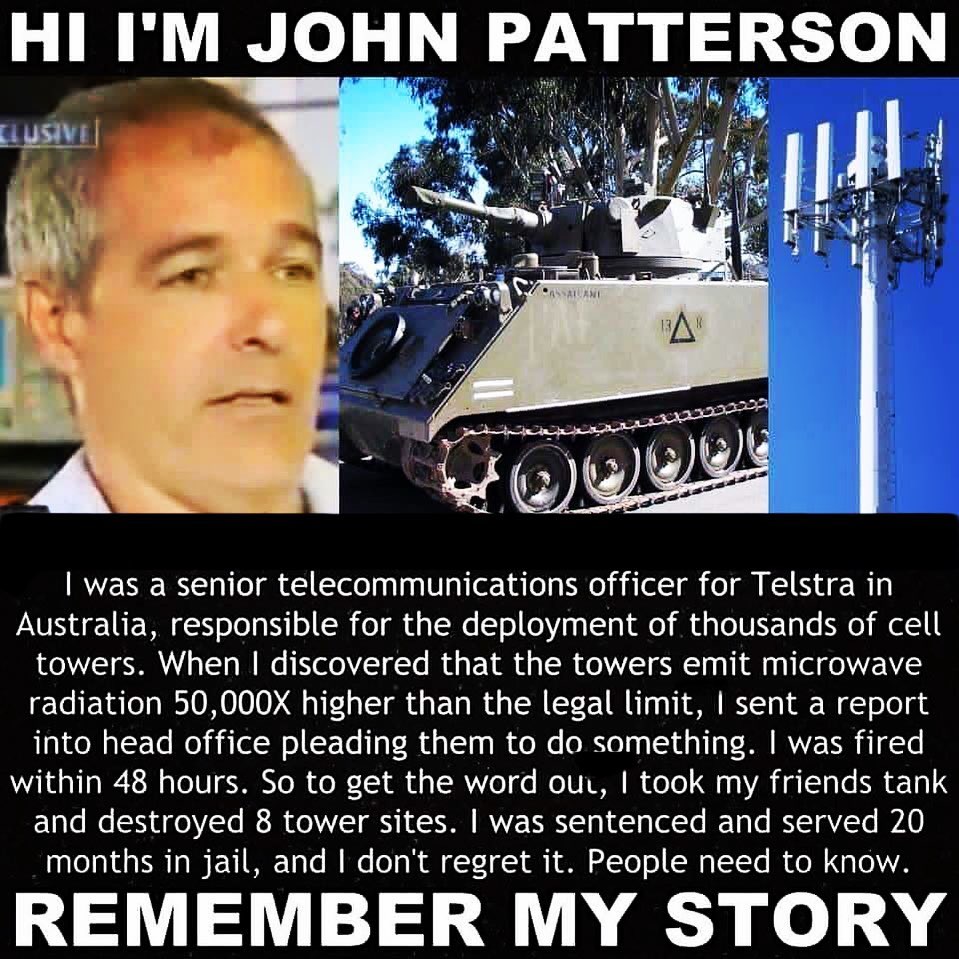 HI I'M JOHN PATTERSON
CLUSIVE
ASSAILANT
13
I was a senior telecommunications officer for Telstra in
Australia, responsible for the deployment of thousands of cell
towers. When I discovered that the towers emit microwave
radiation 50,000X higher than the legal limit, I sent a report
into head office pleading them to do something. I was fired
within 48 hours. So to get the word out, I took my friends tank
and destroyed 8 tower sites. I was sentenced and served 20
months in jail, and I don't regret it. People need to know.
REMEMBER MY STORY